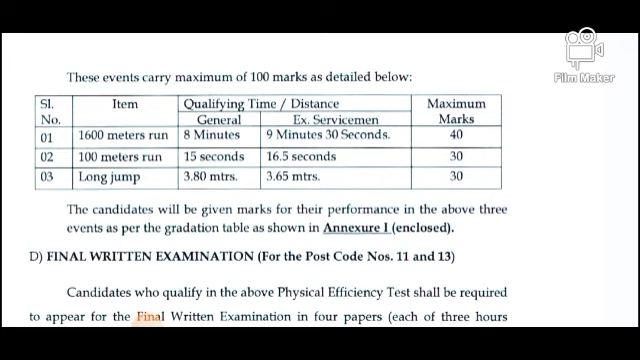 Film Maker
These events carry maximum of 100 marks as detailed below:
Sl. No. Item Qualifying Time / Distance Maximum Marks
General Ex. Servicemen
01 1600 meters run 8 Minutes 9 Minutes 30 Seconds. 40
02 100 meters run 15 seconds 16.5 seconds 30
03 Long jump 3.80 mtrs. 3.65 mtrs. 30
The candidates will be given marks for their performance in the above three
events as per the gradation table as shown in Annexure I (enclosed).
D) FINAL WRITTEN EXAMINATION (For the Post Code Nos. 11 and 13)
Candidates who qualify in the above Physical Efficiency Test shall be required
to appear for the Final Written Examination in four papers (each of three hours